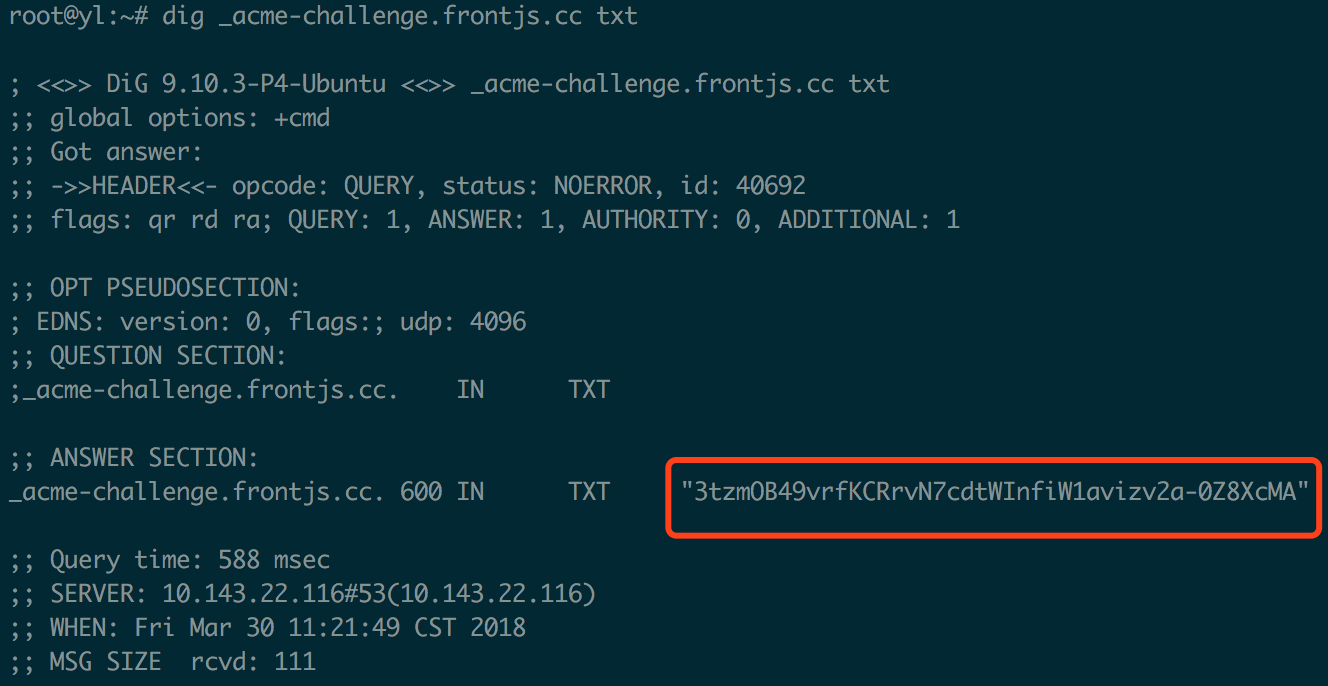 root@yl:~# dig _acme-challenge.frontjs.cc txt
; <<>> DiG 9.10.3-P4-Ubuntu <<>> _acme-challenge.frontjs.cc txt
;; global options: +cmd
;; Got answer:
;; ->>HEADER<<- opcode: QUERY, status: NOERROR, id: 40692
;; flags: qr rd ra; QUERY: 1, ANSWER: 1, AUTHORITY: 0, ADDITIONAL: 1
;; OPT PSEUDOSECTION:
; EDNS: version: 0, flags:; udp: 4096
;; QUESTION SECTION:
;_acme-challenge.frontjs.cc. IN TXT
;; ANSWER SECTION:
_acme-challenge.frontjs.cc. 600 IN TXT "3tzmOB49vrfKCRrvN7cdtWInfiW1avizv2a-0Z8XcMA"
;; Query time: 588 msec
;; SERVER: 10.143.22.116#53(10.143.22.116)
;; WHEN: Fri Mar 30 11:21:49 CST 2018
;; MSG SIZE rcvd: 111